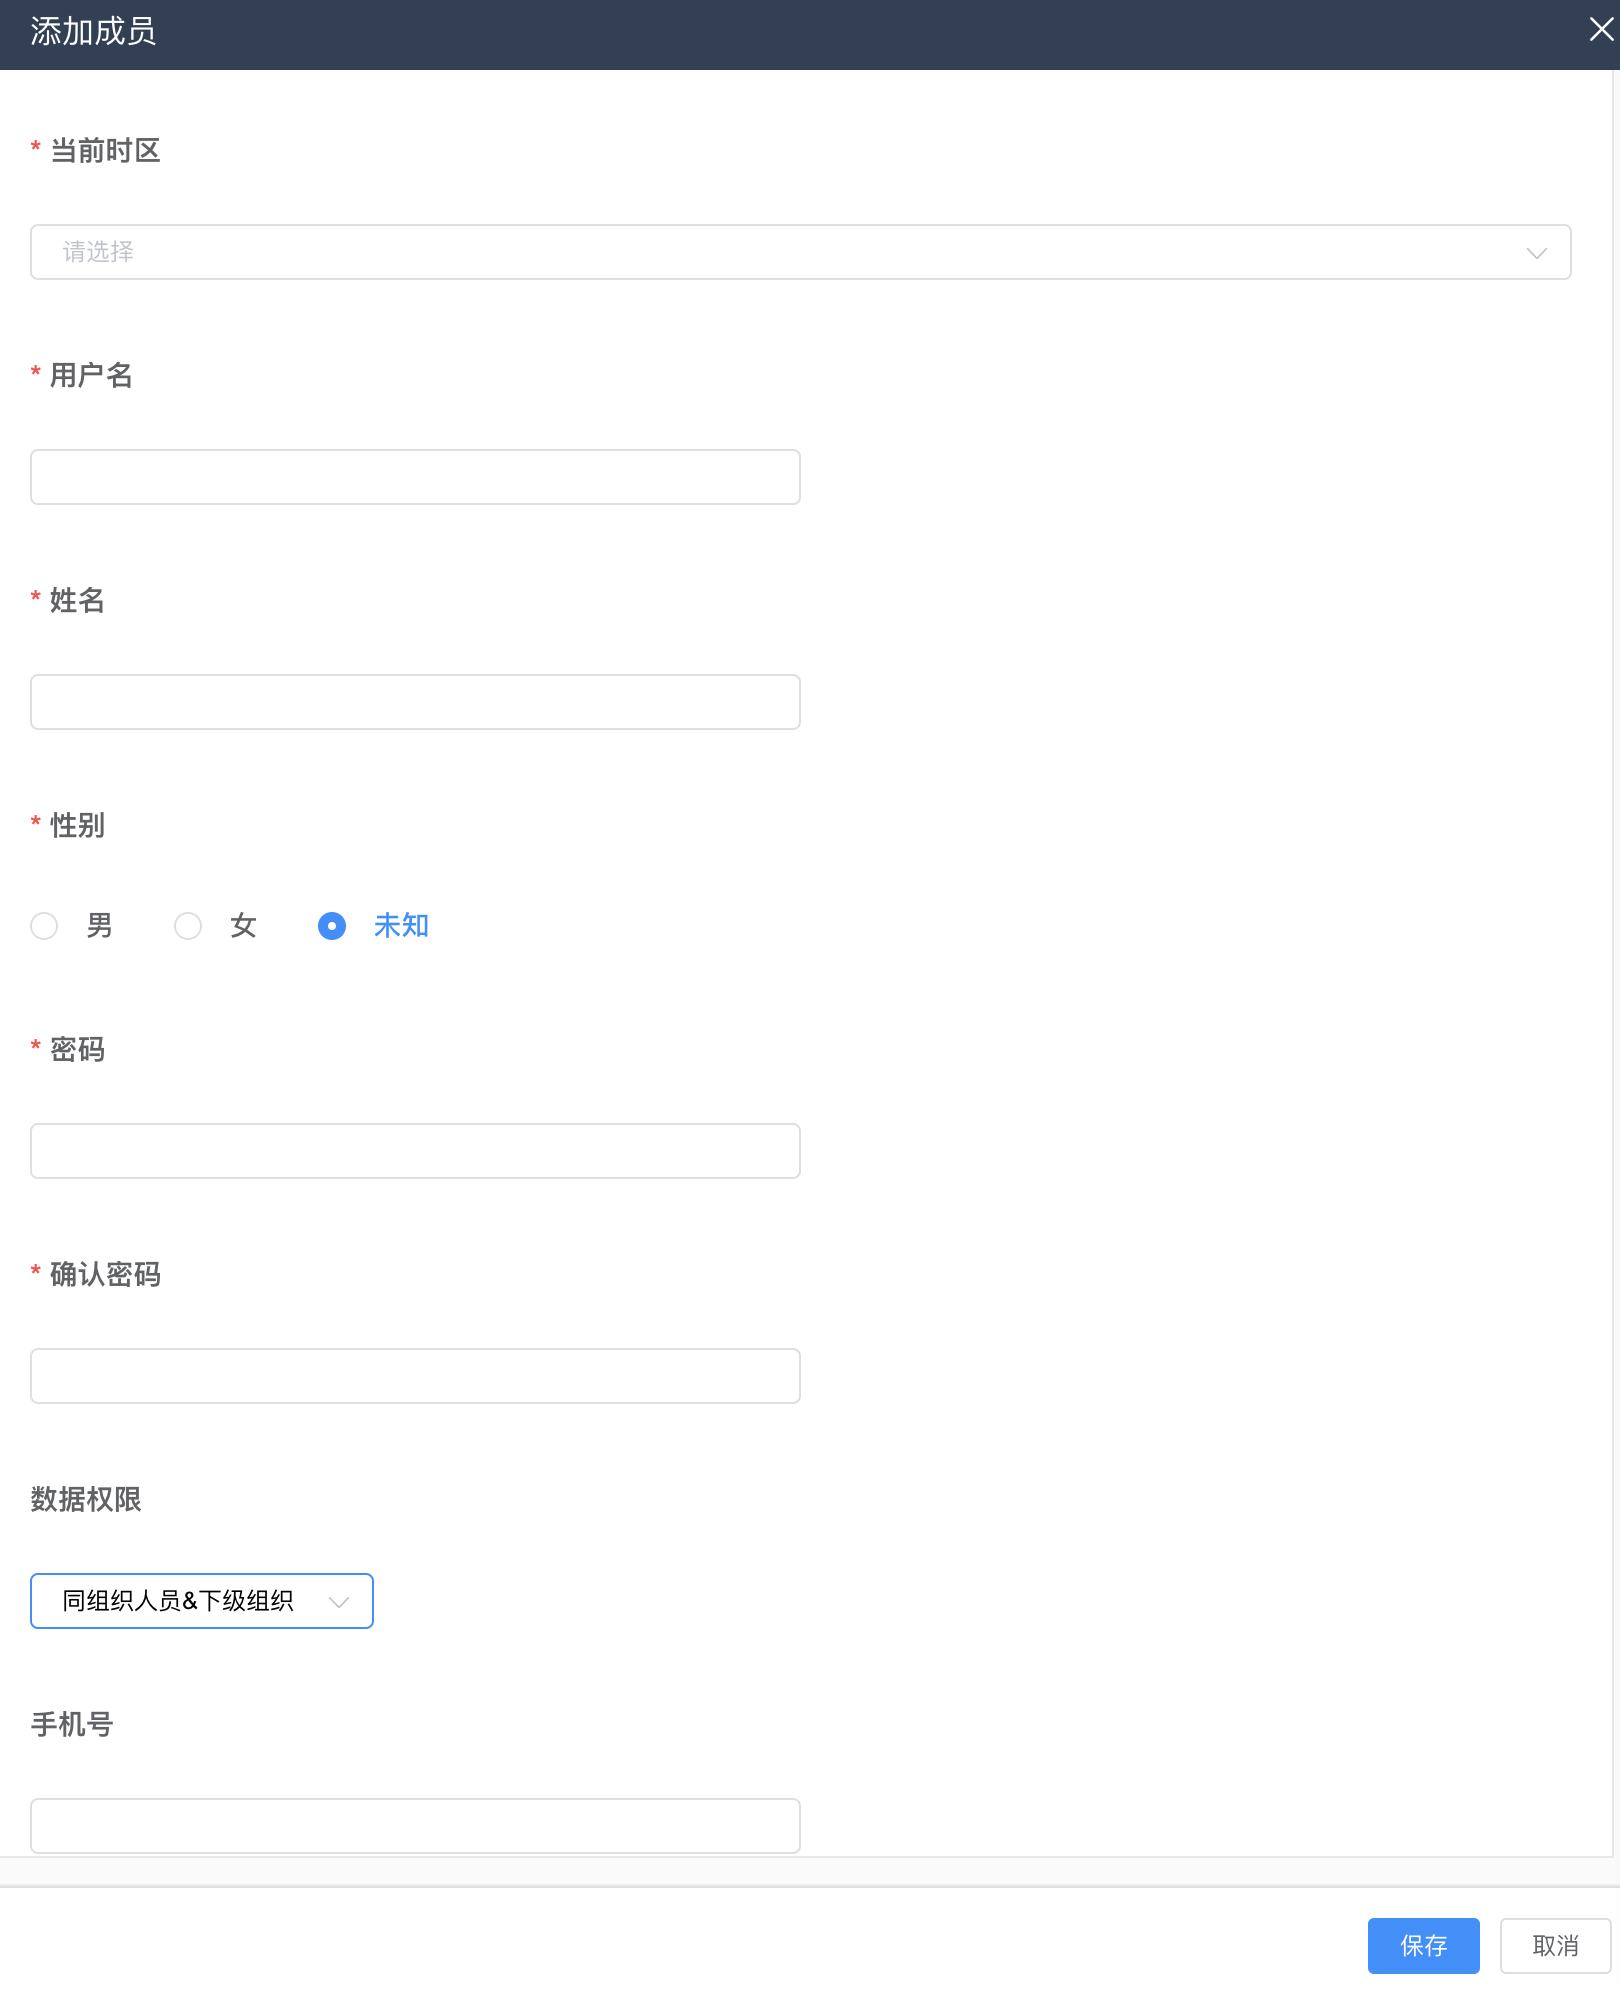 添加成员
* 当前时区
请选择
* 用户名
* 姓名
* 性别
男 女 未知
* 密码
* 确认密码
数据权限
同组织人员&下级组织
手机号
保存 取消